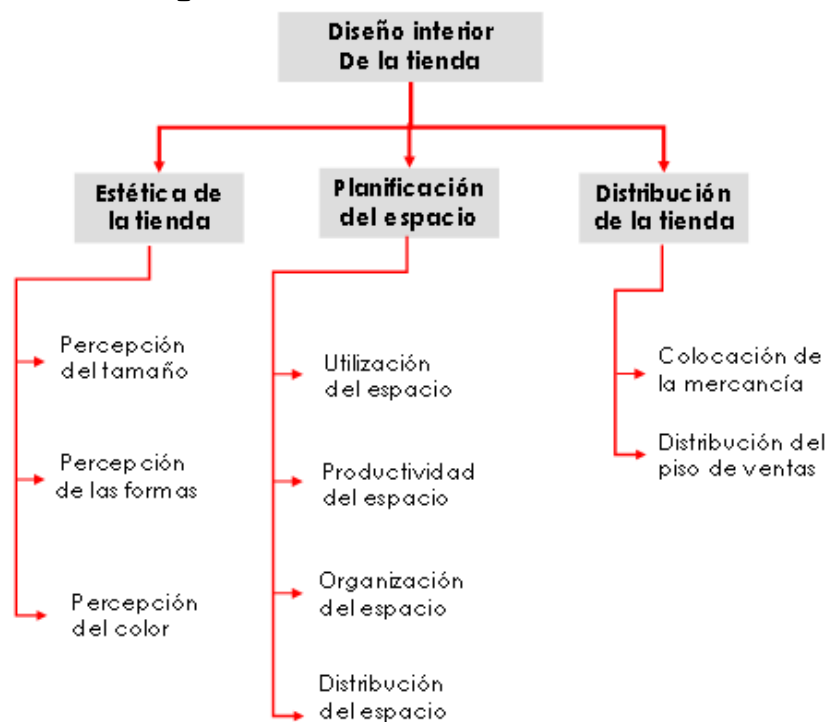 Diseño interior
De la tienda
Estética de
la tienda
Planificación
del espacio
Distribución
de la tienda
Percepción
del tamaño
Percepción
de las formas
Percepción
del color
Utilización
del espacio
Productividad
del espacio
Organización
del espacio
Distribución
del espacio
Colocación de
la mercancía
Distribución del
piso de ventas